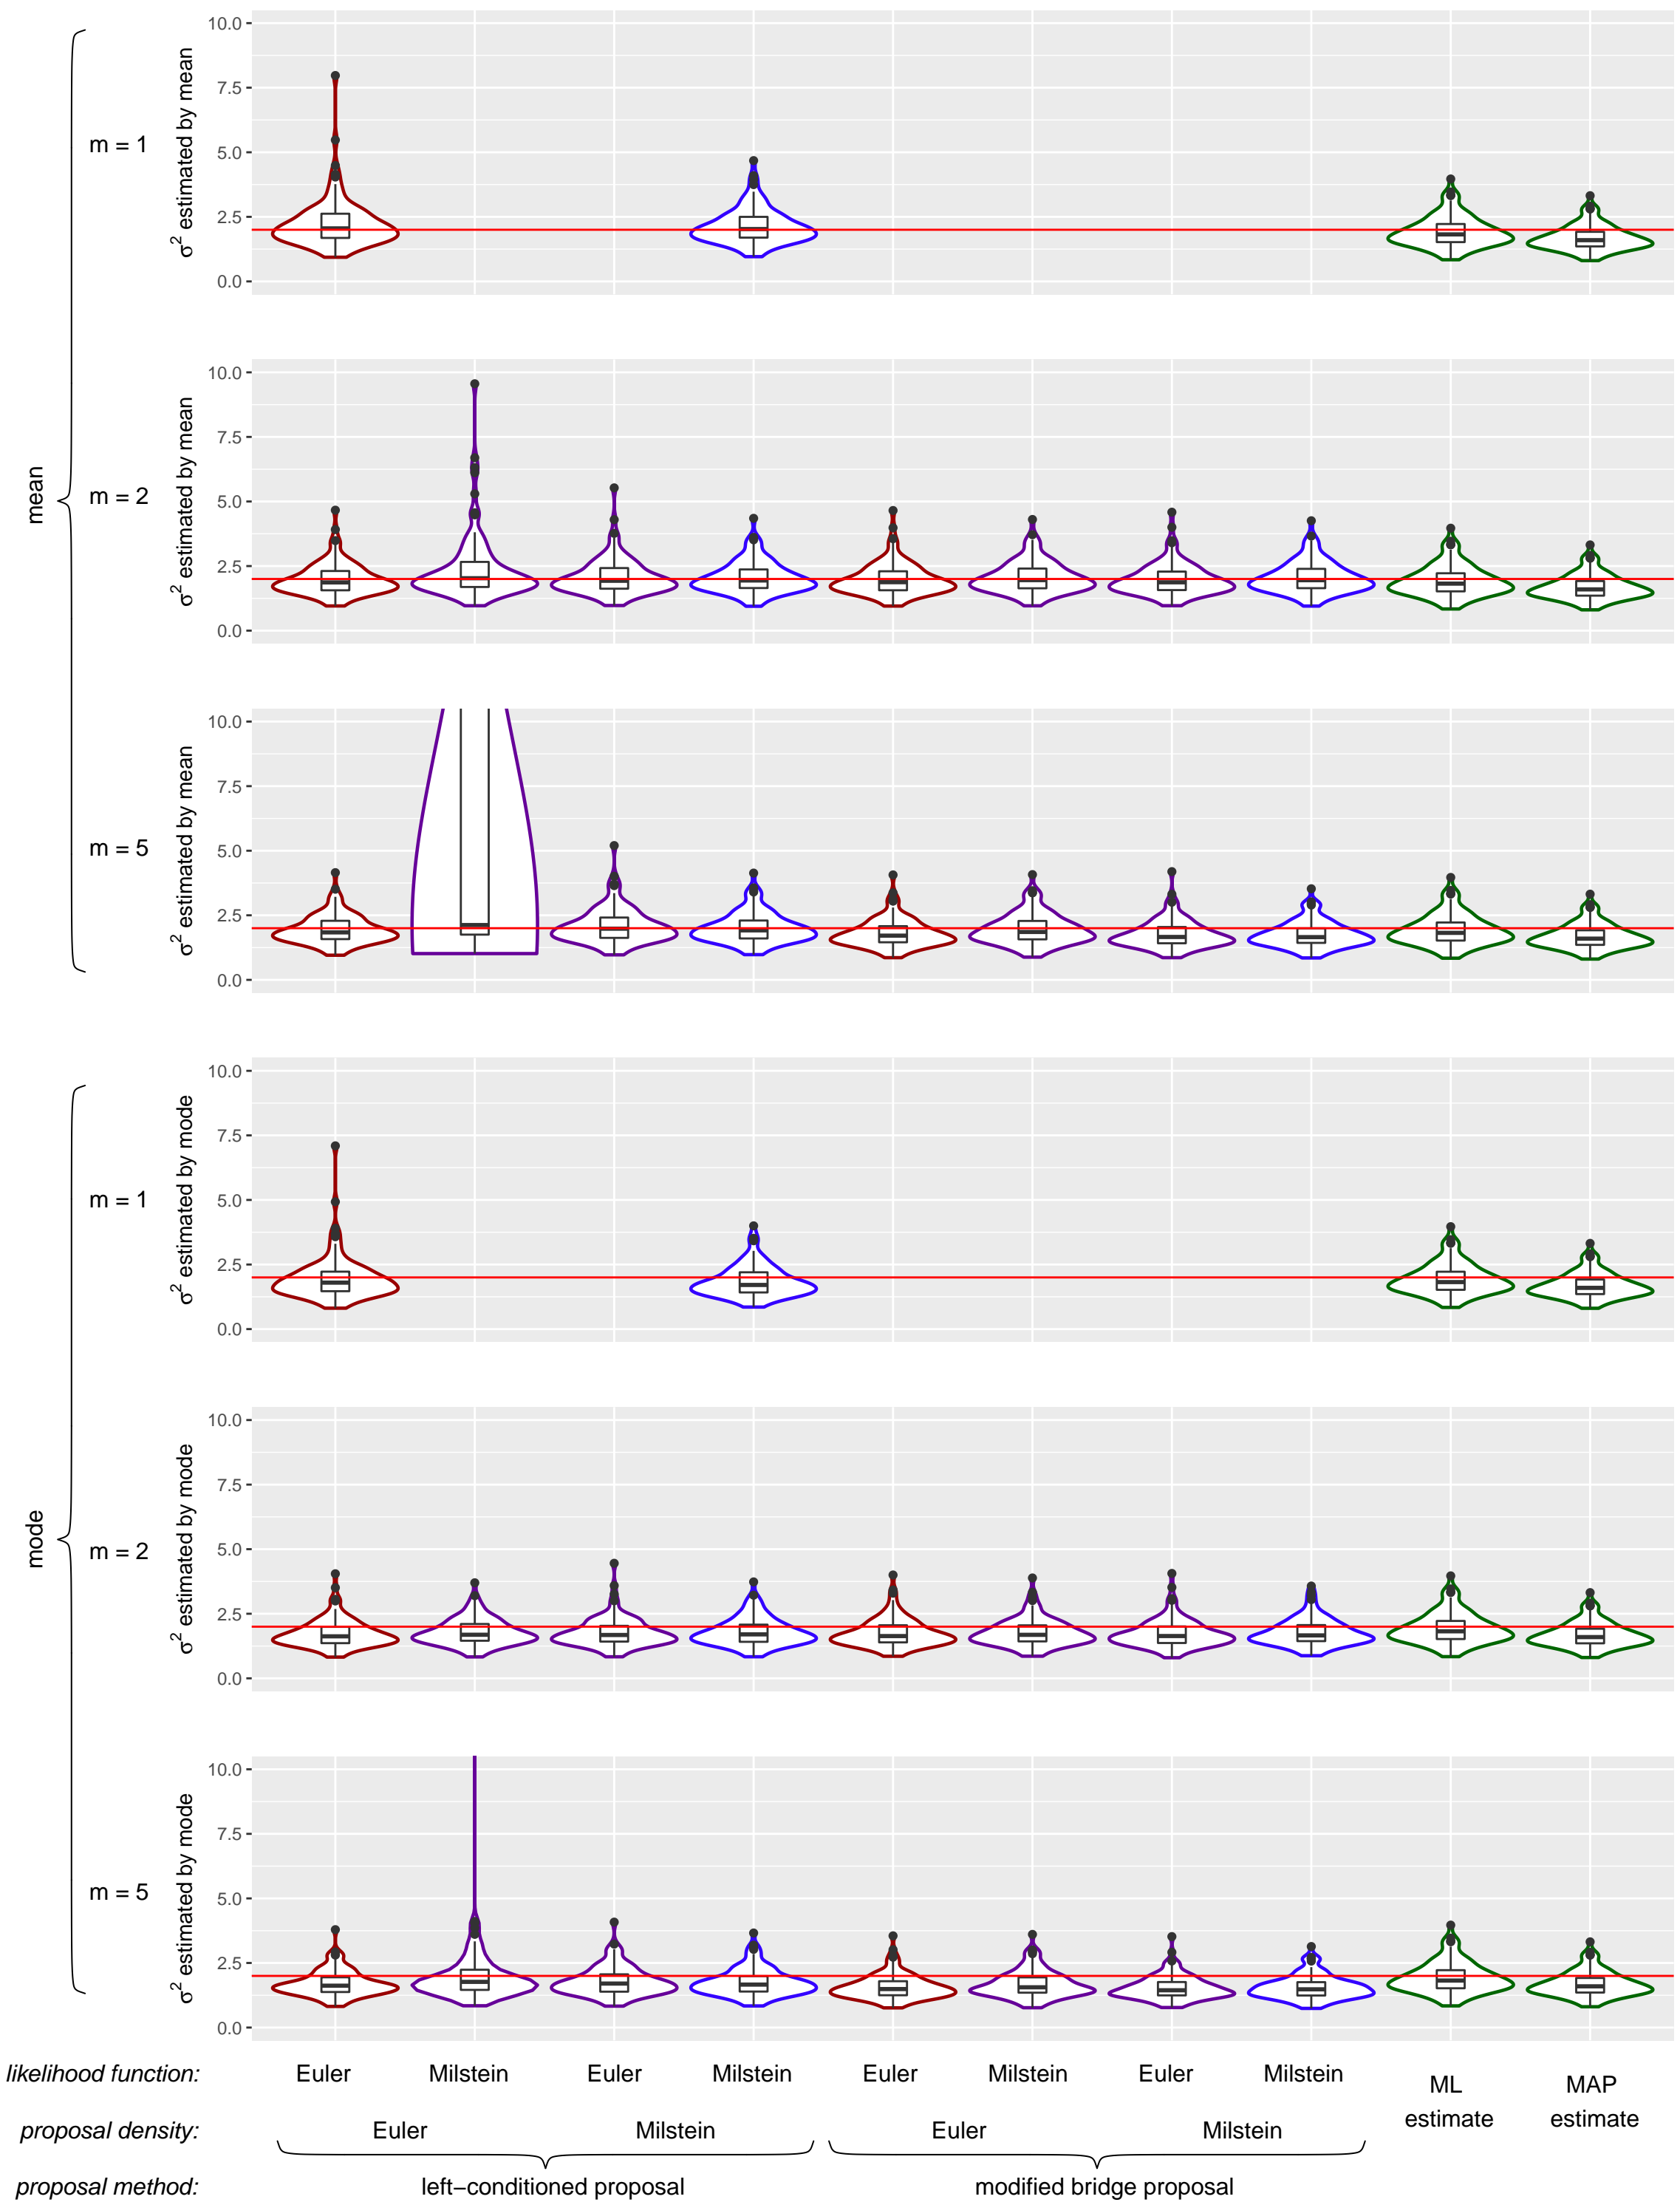 mean
m = 1
σ² estimated by mean
10.0
7.5
5.0
2.5
0.0
m = 2
σ² estimated by mean
10.0
7.5
5.0
2.5
0.0
m = 5
σ² estimated by mean
10.0
7.5
5.0
2.5
0.0
mode
m = 1
σ² estimated by mode
10.0
7.5
5.0
2.5
0.0
m = 2
σ² estimated by mode
10.0
7.5
5.0
2.5
0.0
m = 5
σ² estimated by mode
10.0
7.5
5.0
2.5
0.0
likelihood function: Euler Milstein Euler Milstein Euler Milstein Euler Milstein
ML estimate
MAP estimate
proposal density: Euler Milstein Euler Milstein
proposal method: left−conditioned proposal modified bridge proposal